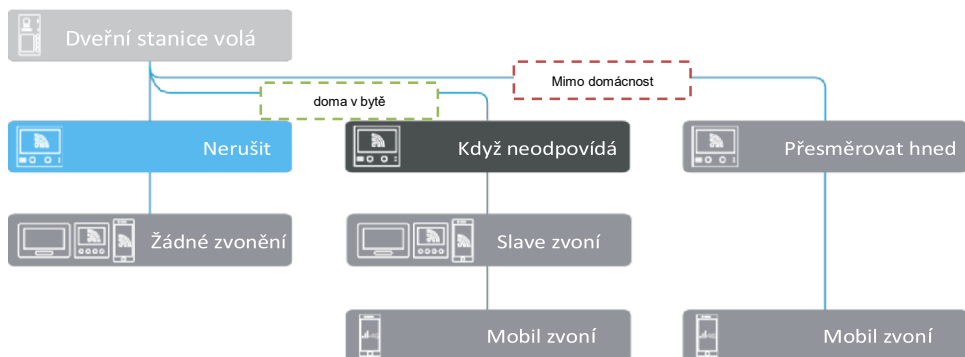 Dveřní stanice volá
Mimo domácnost
doma v bytě
Nerušit
Když neodpovídá
Přesměrovat hned
Žádné zvonění
Slave zvoní
Mobil zvoní
Mobil zvoní